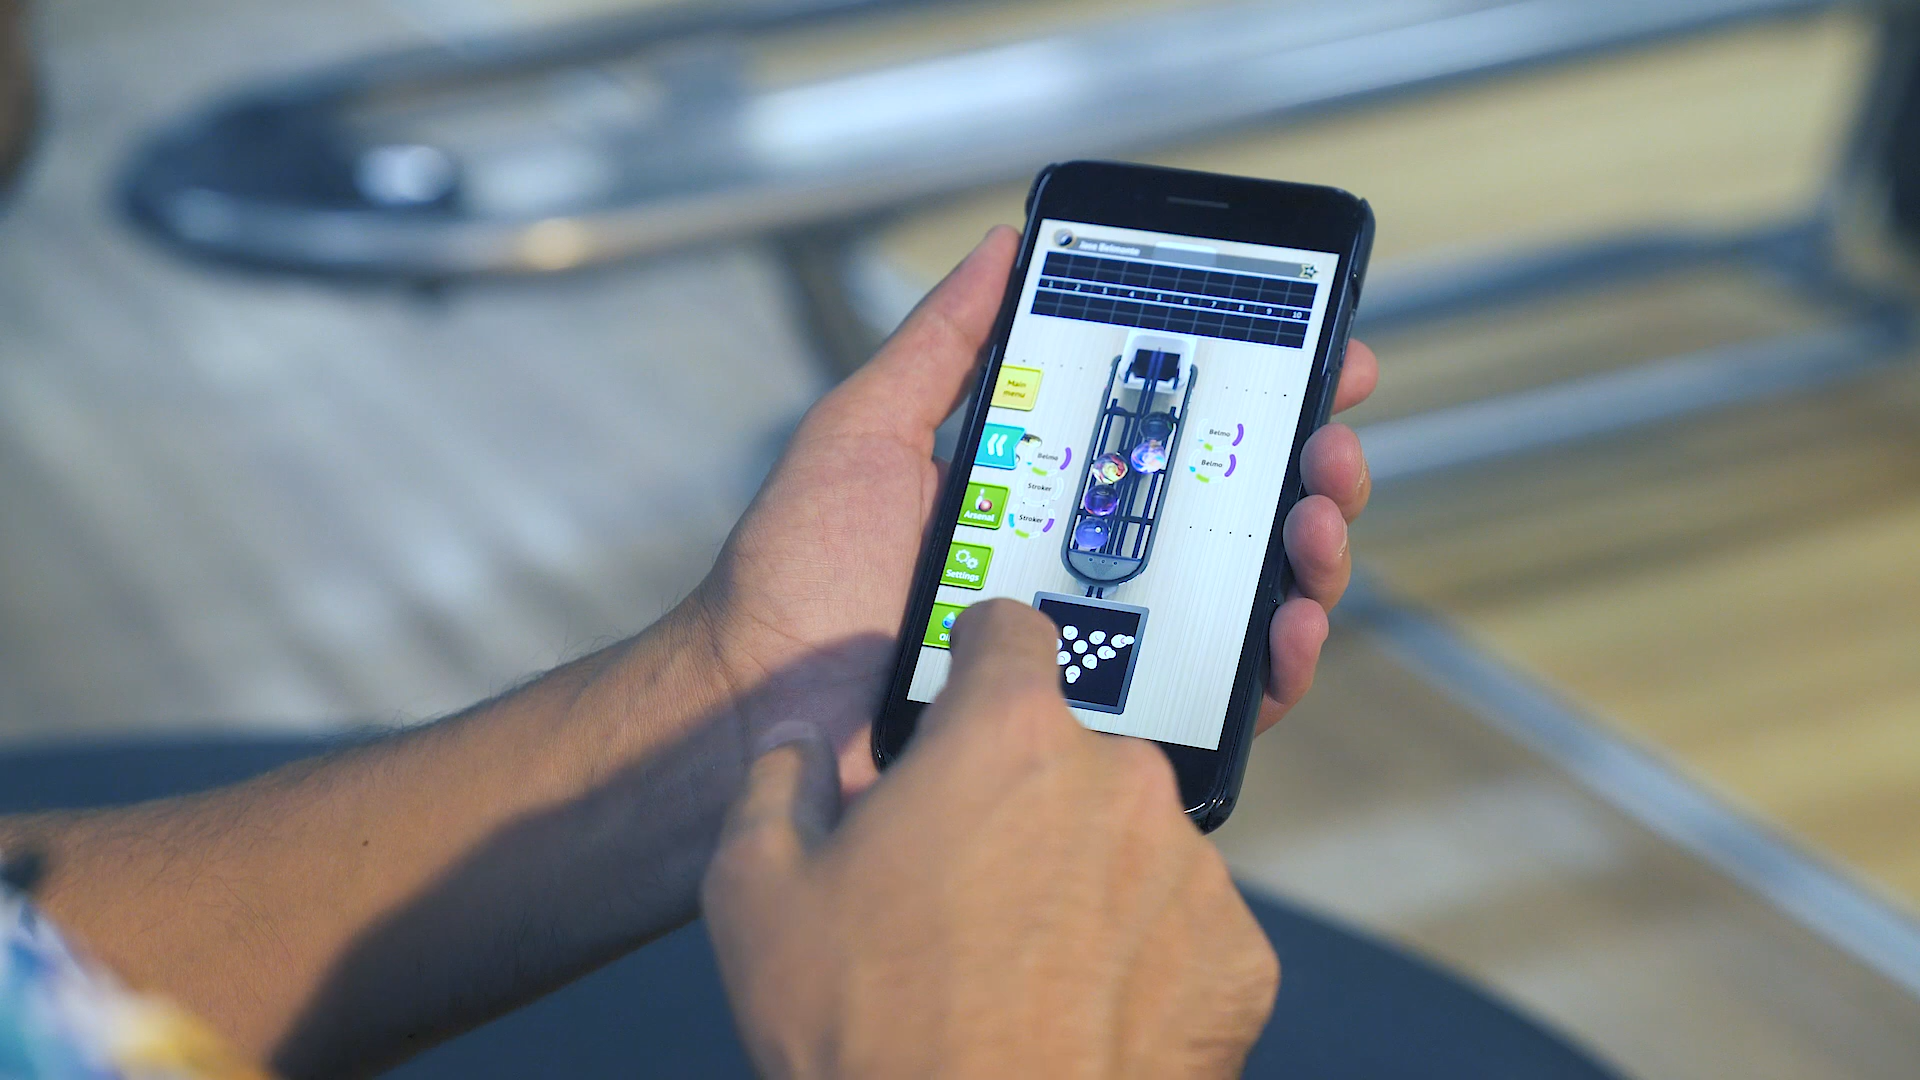 Jase Belmonte
1 2 3 4 5 6 7 8 9 10
Main
menu
Belmo
Belmo
Belmo
Stroker
Stroker
Arsenal
Settings